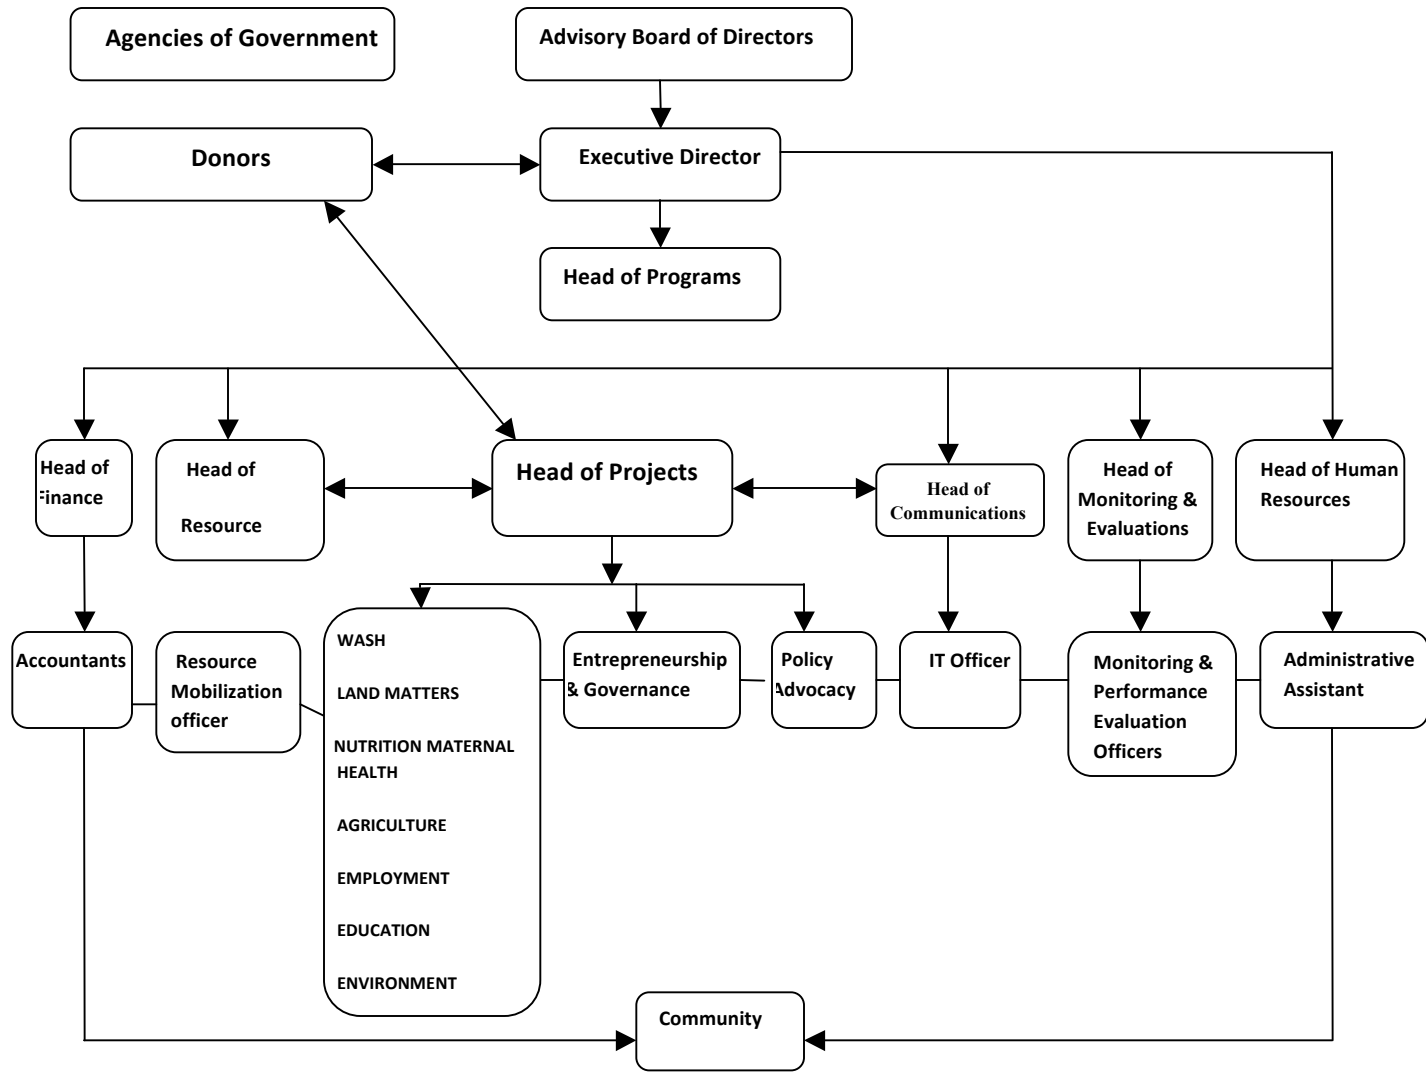 Agencies of Government
Advisory Board of Directors
Donors
Executive Director
Head of Programs
Head of
Finance
Head of
Resource
Head of Projects
Head of
Communications
Head of
Monitoring &
Evaluations
Head of Human
Resources
Accountants
Resource
Mobilization
officer
WASH
LAND MATTERS
NUTRITION MATERNAL
HEALTH
AGRICULTURE
EMPLOYMENT
EDUCATION
ENVIRONMENT
Entrepreneurship
& Governance
Policy
Advocacy
IT Officer
Monitoring &
Performance
Evaluation
Officers
Administrative
Assistant
Community